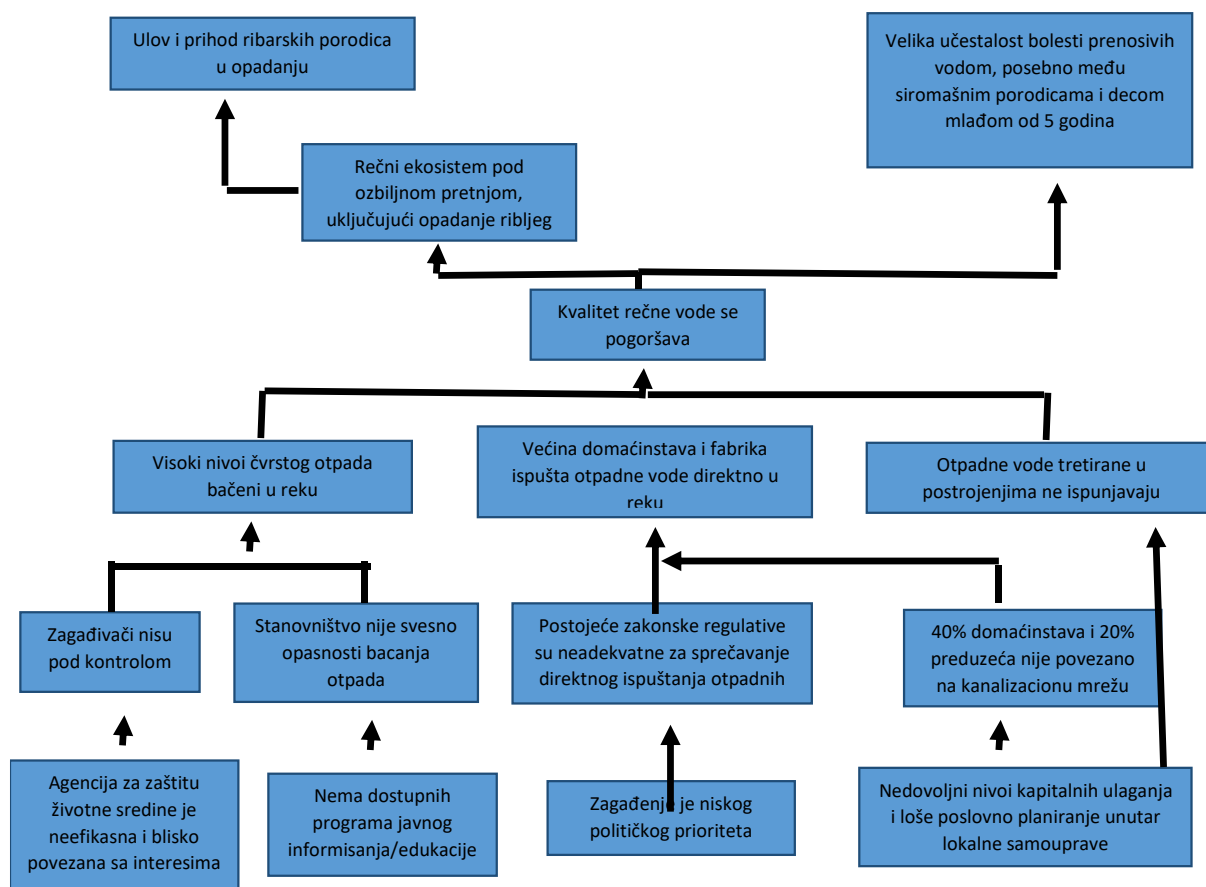 Ulov i prihod ribarskih porodica
u opadanju
Velika učestalost bolesti prenosivih
vodom, posebno među
siromašnim porodicama i decom
mlađom od 5 godina
Rečni ekosistem pod
ozbiljnom pretnjom,
uključujući opadanje ribljeg
Kvalitet rečne vode se
pogoršava
Visoki nivoi čvrstog otpada
bačeni u reku
Većina domaćinstava i fabrika
ispušta otpadne vode direktno u
reku
Otpadne vode tretirane u
postrojenjima ne ispunjavaju
Zagađivači nisu
pod kontrolom
Stanovništvo nije svesno
opasnosti bacanja
otpada
Postojeće zakonske regulative
su neadekvatne za sprečavanje
direktnog ispuštanja otpadnih
40% domaćinstava i 20%
preduzeća nije povezano
na kanalizacionu mrežu
Agencija za zaštitu
životne sredine je
neefikasna i blisko
povezana sa interesima
Nema dostupnih
programa javnog
informisanja/edukacije
Zagađenje je niskog
političkog prioriteta
Nedovoljni nivoi kapitalnih ulaganja
i loše poslovno planiranje unutar
lokalne samouprave